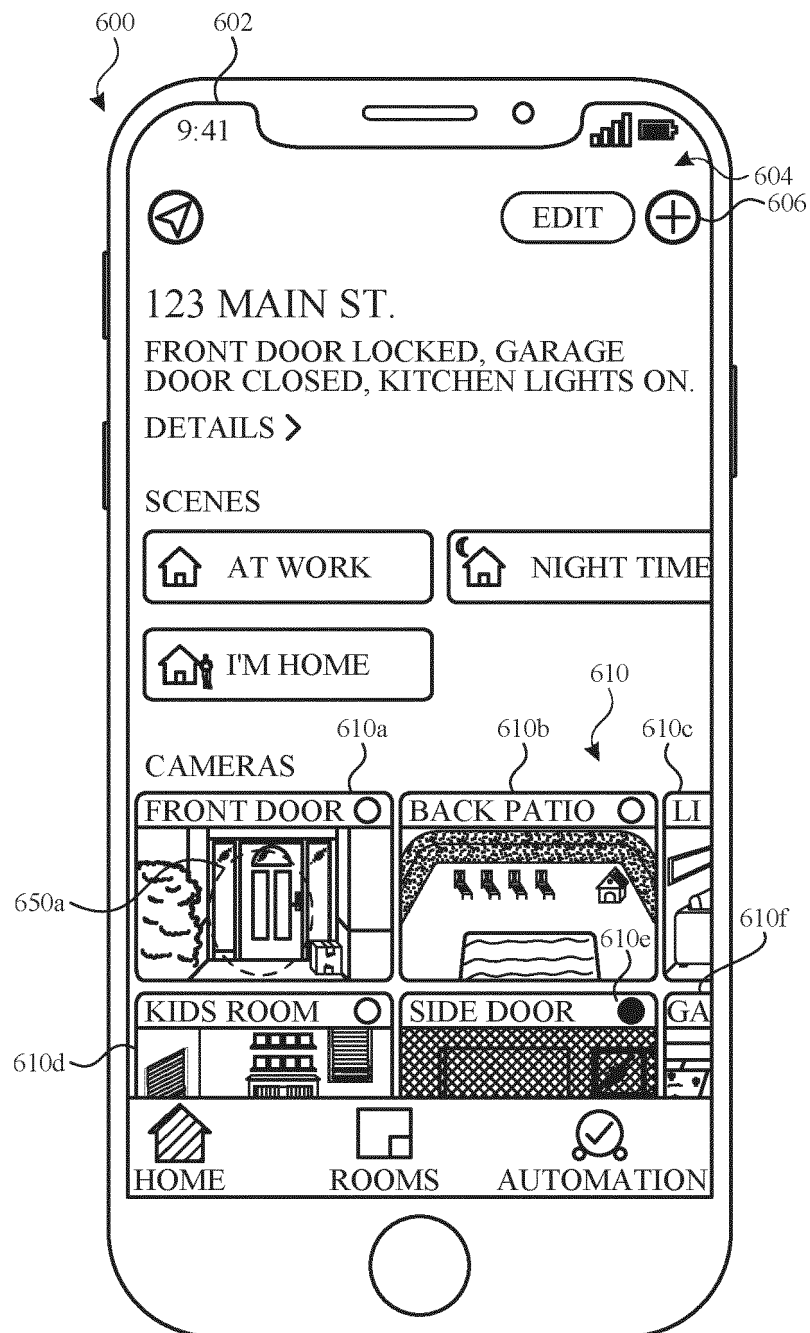 600
602
9:41
604
606
EDIT
123 MAIN ST.
FRONT DOOR LOCKED, GARAGE
DOOR CLOSED, KITCHEN LIGHTS ON.
DETAILS >
SCENES
AT WORK
NIGHT TIME
I'M HOME
610
610a
610b
610c
CAMERAS
FRONT DOOR
BACK PATIO
LI
650a
610e
610f
KIDS ROOM
SIDE DOOR
GA
610d
HOME
ROOMS
AUTOMATION